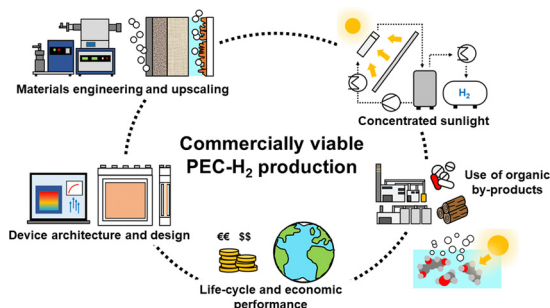 Materials engineering and upscaling
H₂
Concentrated sunlight
Commercially viable
PEC-H₂ production
Use of organic
by-products
Device architecture and design
€€ $$
Life-cycle and economic
performance